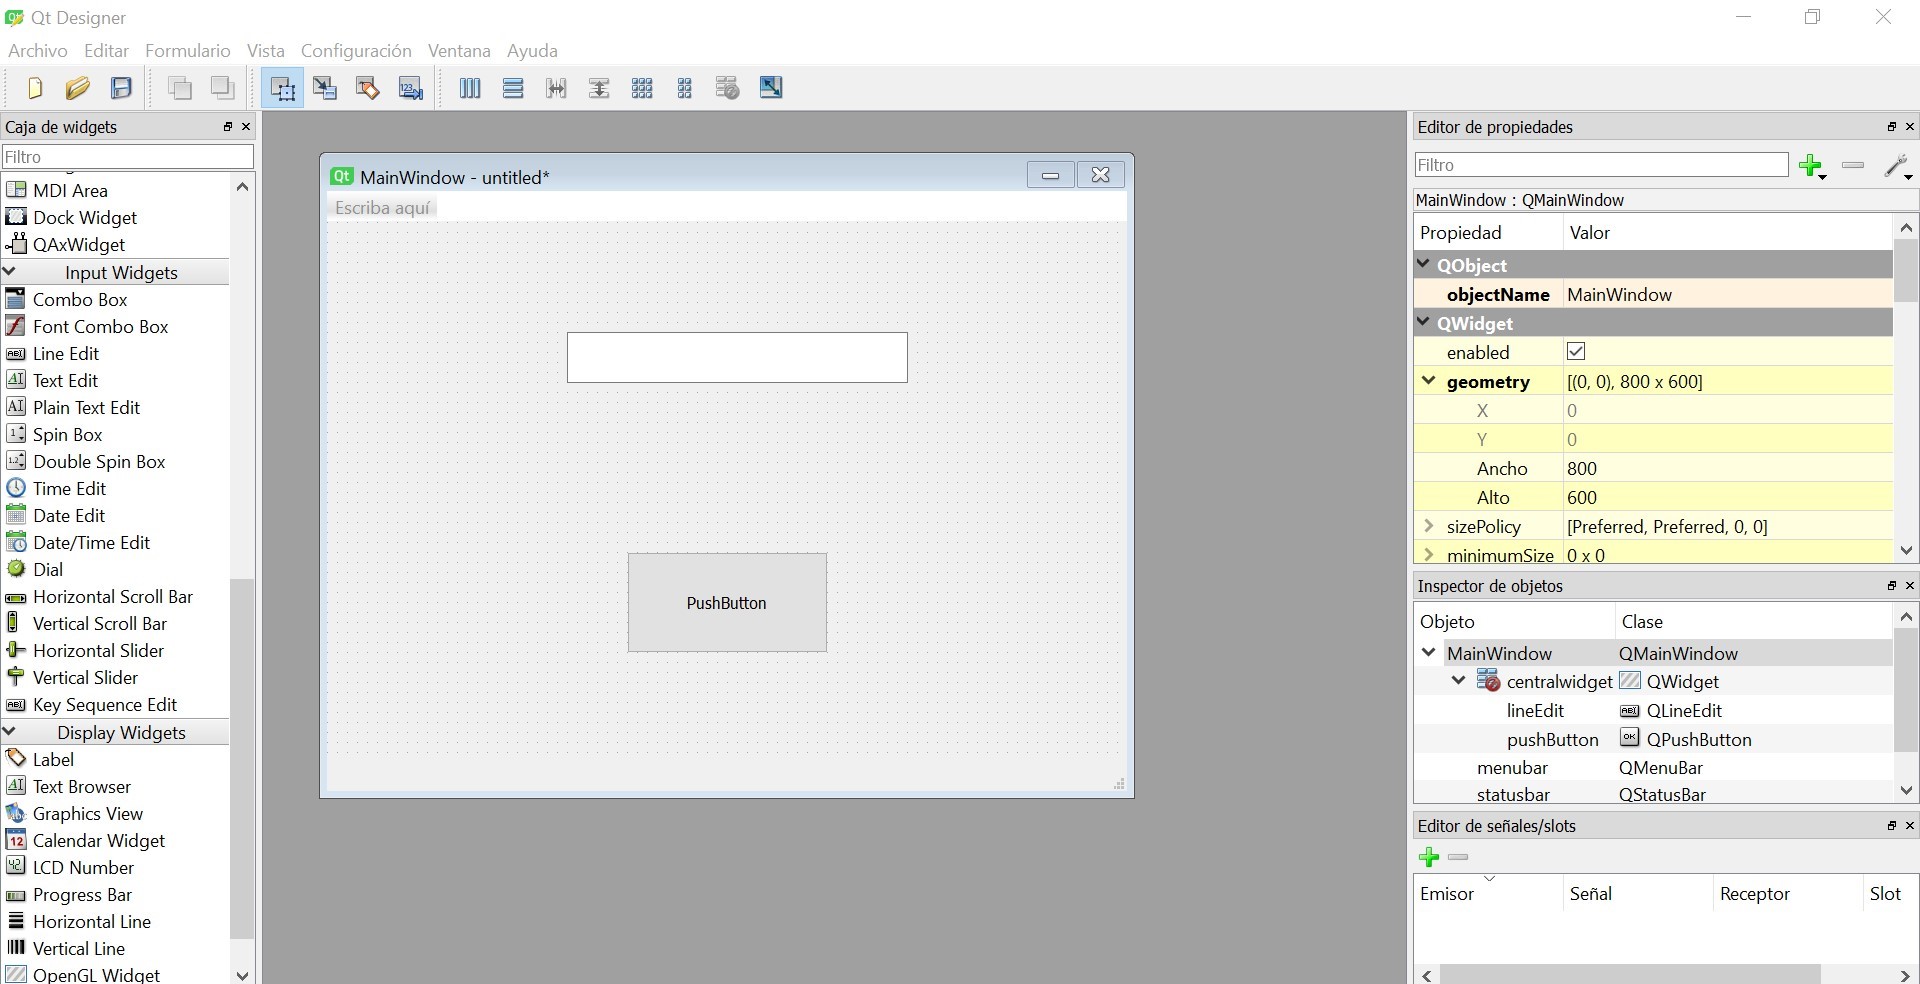 Qt Designer
Archivo Editar Formulario Vista Configuración Ventana Ayuda
Caja de widgets
Filtro
MDI Area
Dock Widget
QAxWidget
Input Widgets
Combo Box
Font Combo Box
Line Edit
Text Edit
Plain Text Edit
Spin Box
Double Spin Box
Time Edit
Date Edit
Date/Time Edit
Dial
Horizontal Scroll Bar
Vertical Scroll Bar
Horizontal Slider
Vertical Slider
Key Sequence Edit
Display Widgets
Label
Text Browser
Graphics View
Calendar Widget
LCD Number
Progress Bar
Horizontal Line
Vertical Line
OpenGL Widget
MainWindow - untitled*
Escriba aquí
PushButton
Editor de propiedades
Filtro
MainWindow : QMainWindow
Propiedad Valor
QObject
objectName MainWindow
QWidget
enabled
geometry [(0, 0), 800 x 600]
X 0
Y 0
Ancho 800
Alto 600
sizePolicy [Preferred, Preferred, 0, 0]
minimumSize 0 x 0
Inspector de objetos
Objeto Clase
MainWindow QMainWindow
centralwidget QWidget
lineEdit QLineEdit
pushButton QPushButton
menubar QMenuBar
statusbar QStatusBar
Editor de señales/slots
Emisor Señal Receptor Slot